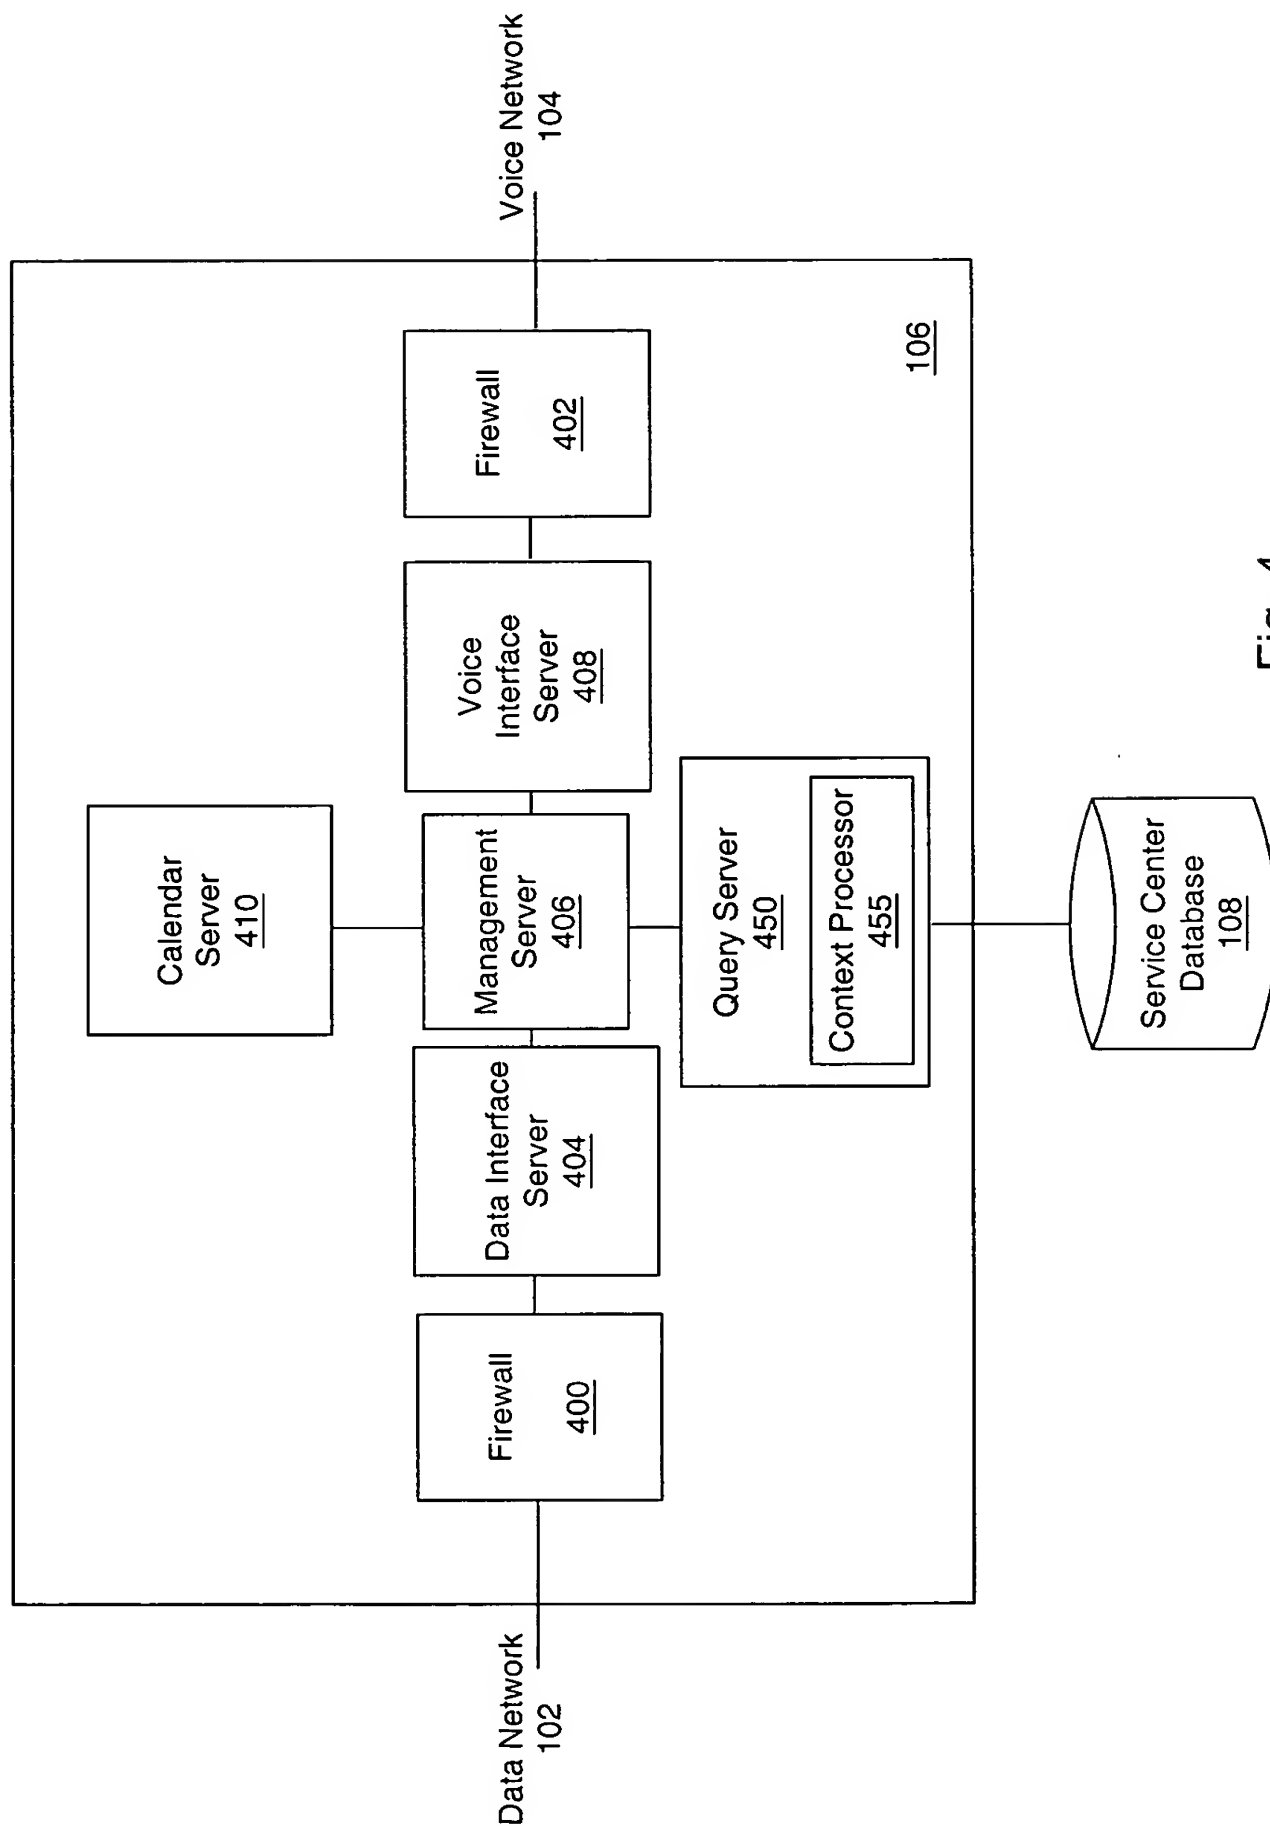 Calendar
Server
410
Data Network
102
Firewall
400
Data Interface
Server
404
Management
Server
406
Voice
Interface
Server
408
Firewall
402
Voice Network
104
Query Server
450
Context Processor
455
106
Service Center
Database
108